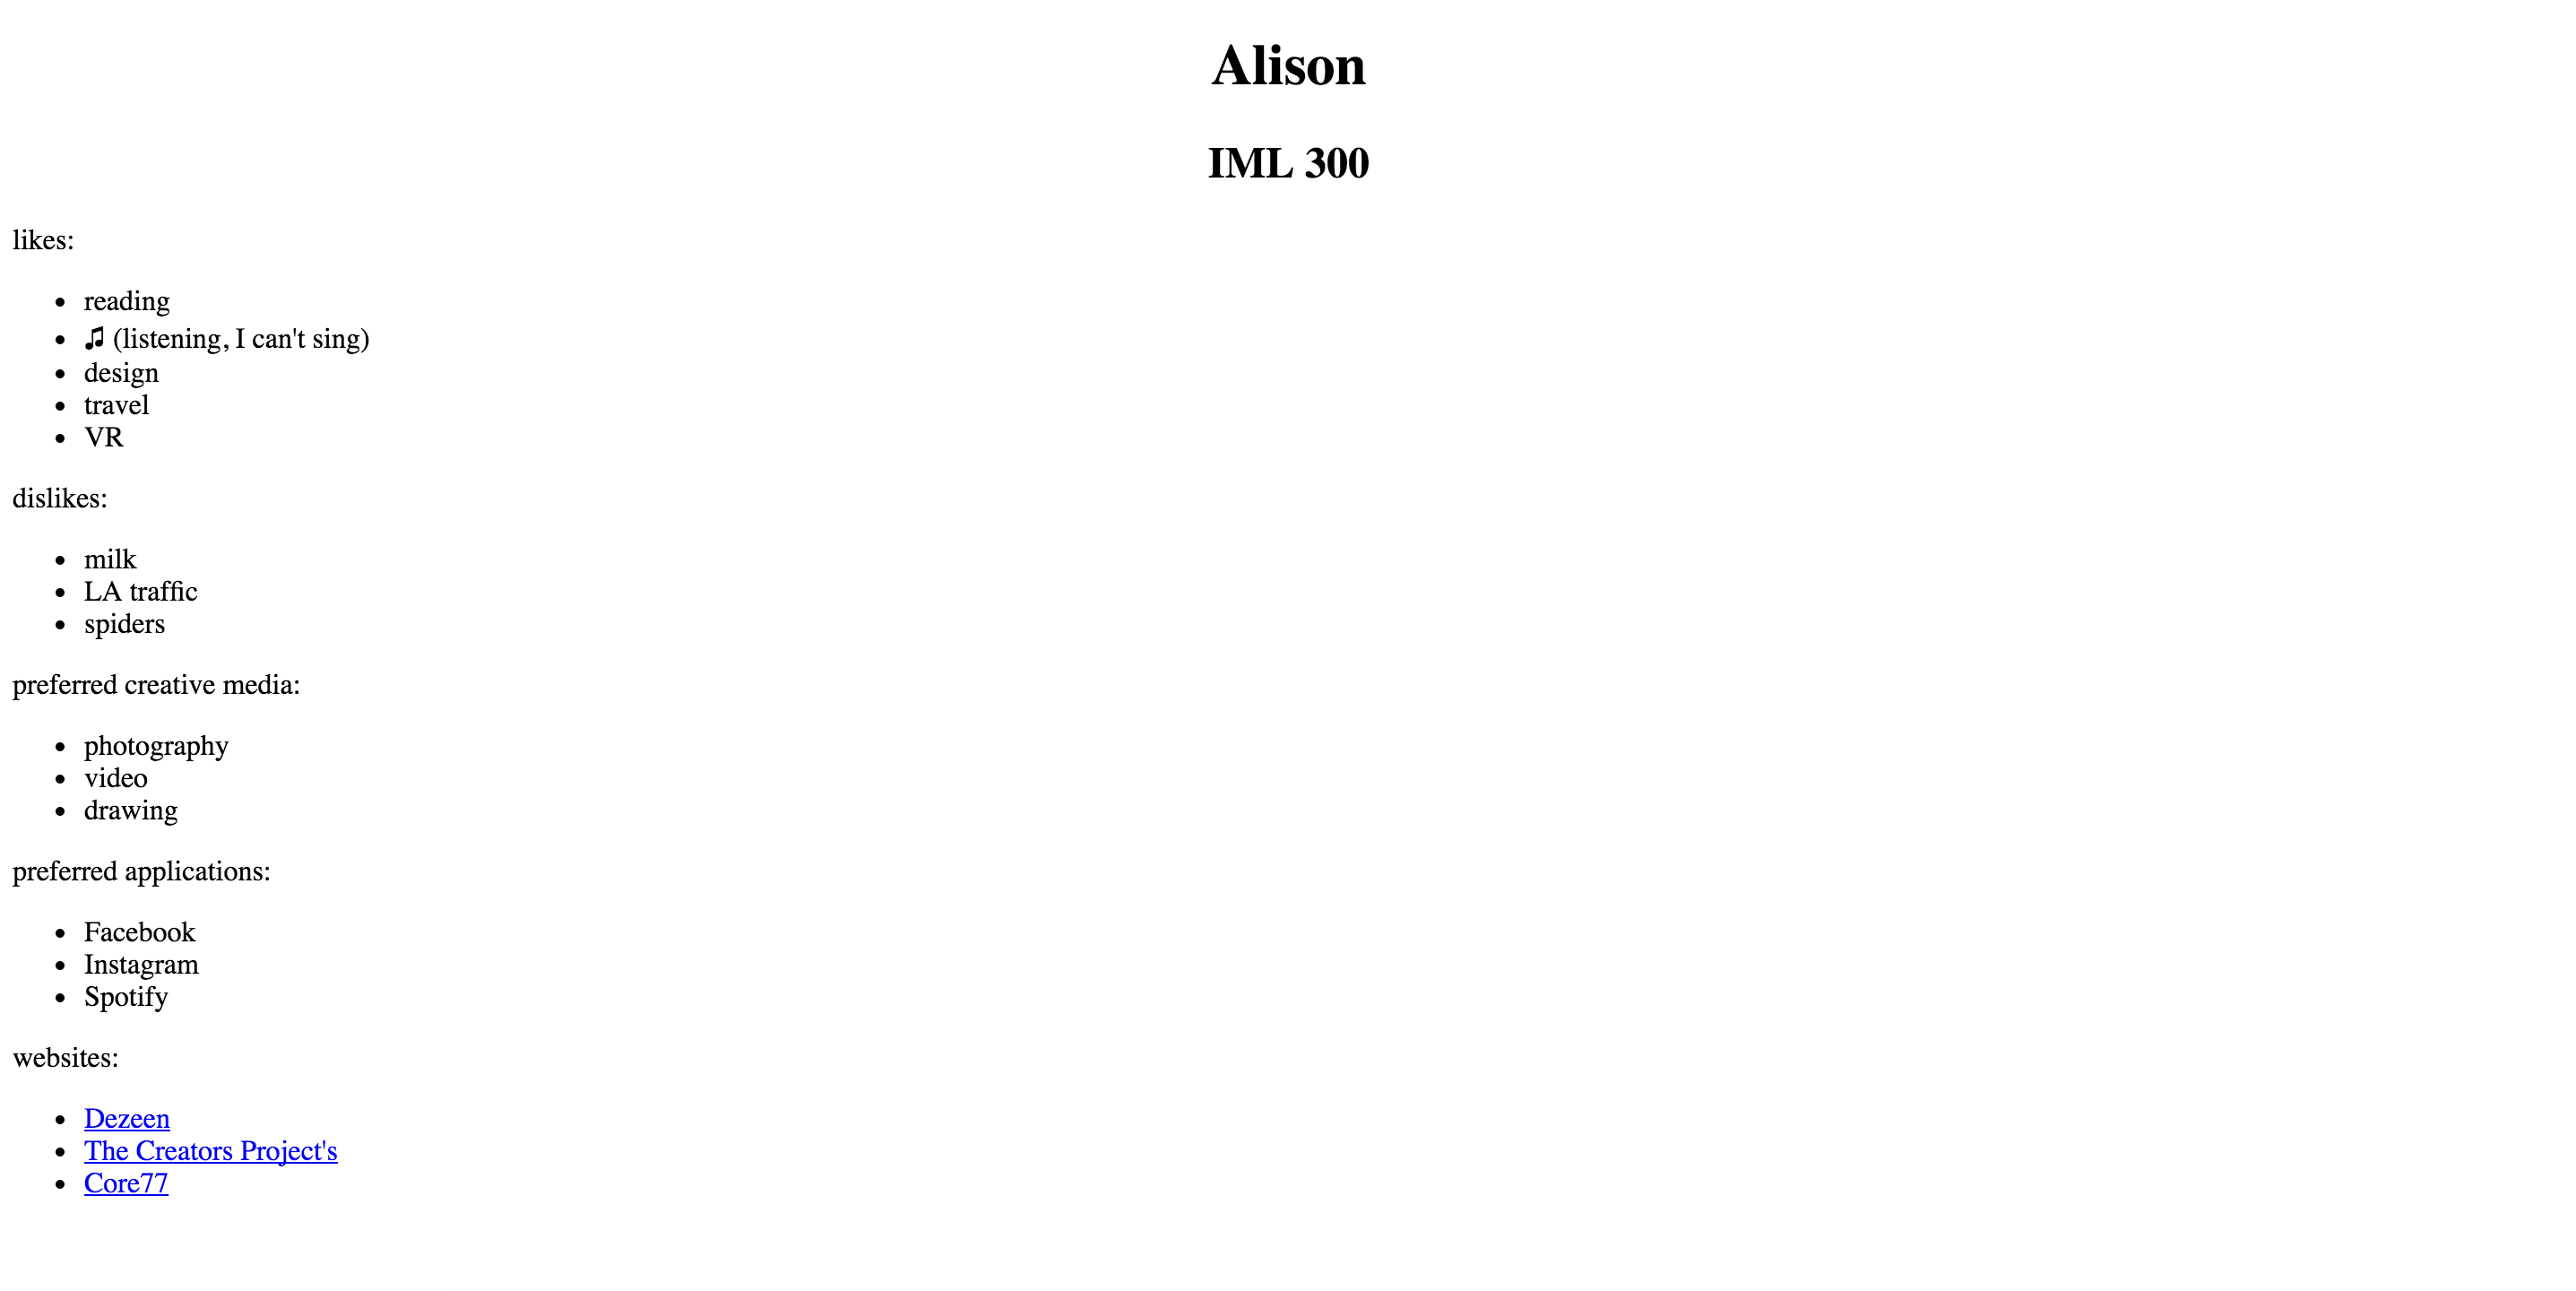 Alison
IML 300
likes:
• reading
• ♫ (listening, I can't sing)
• design
• travel
• VR
dislikes:
• milk
• LA traffic
• spiders
preferred creative media:
• photography
• video
• drawing
preferred applications:
• Facebook
• Instagram
• Spotify
websites:
• Dezeen
• The Creators Project's
• Core77